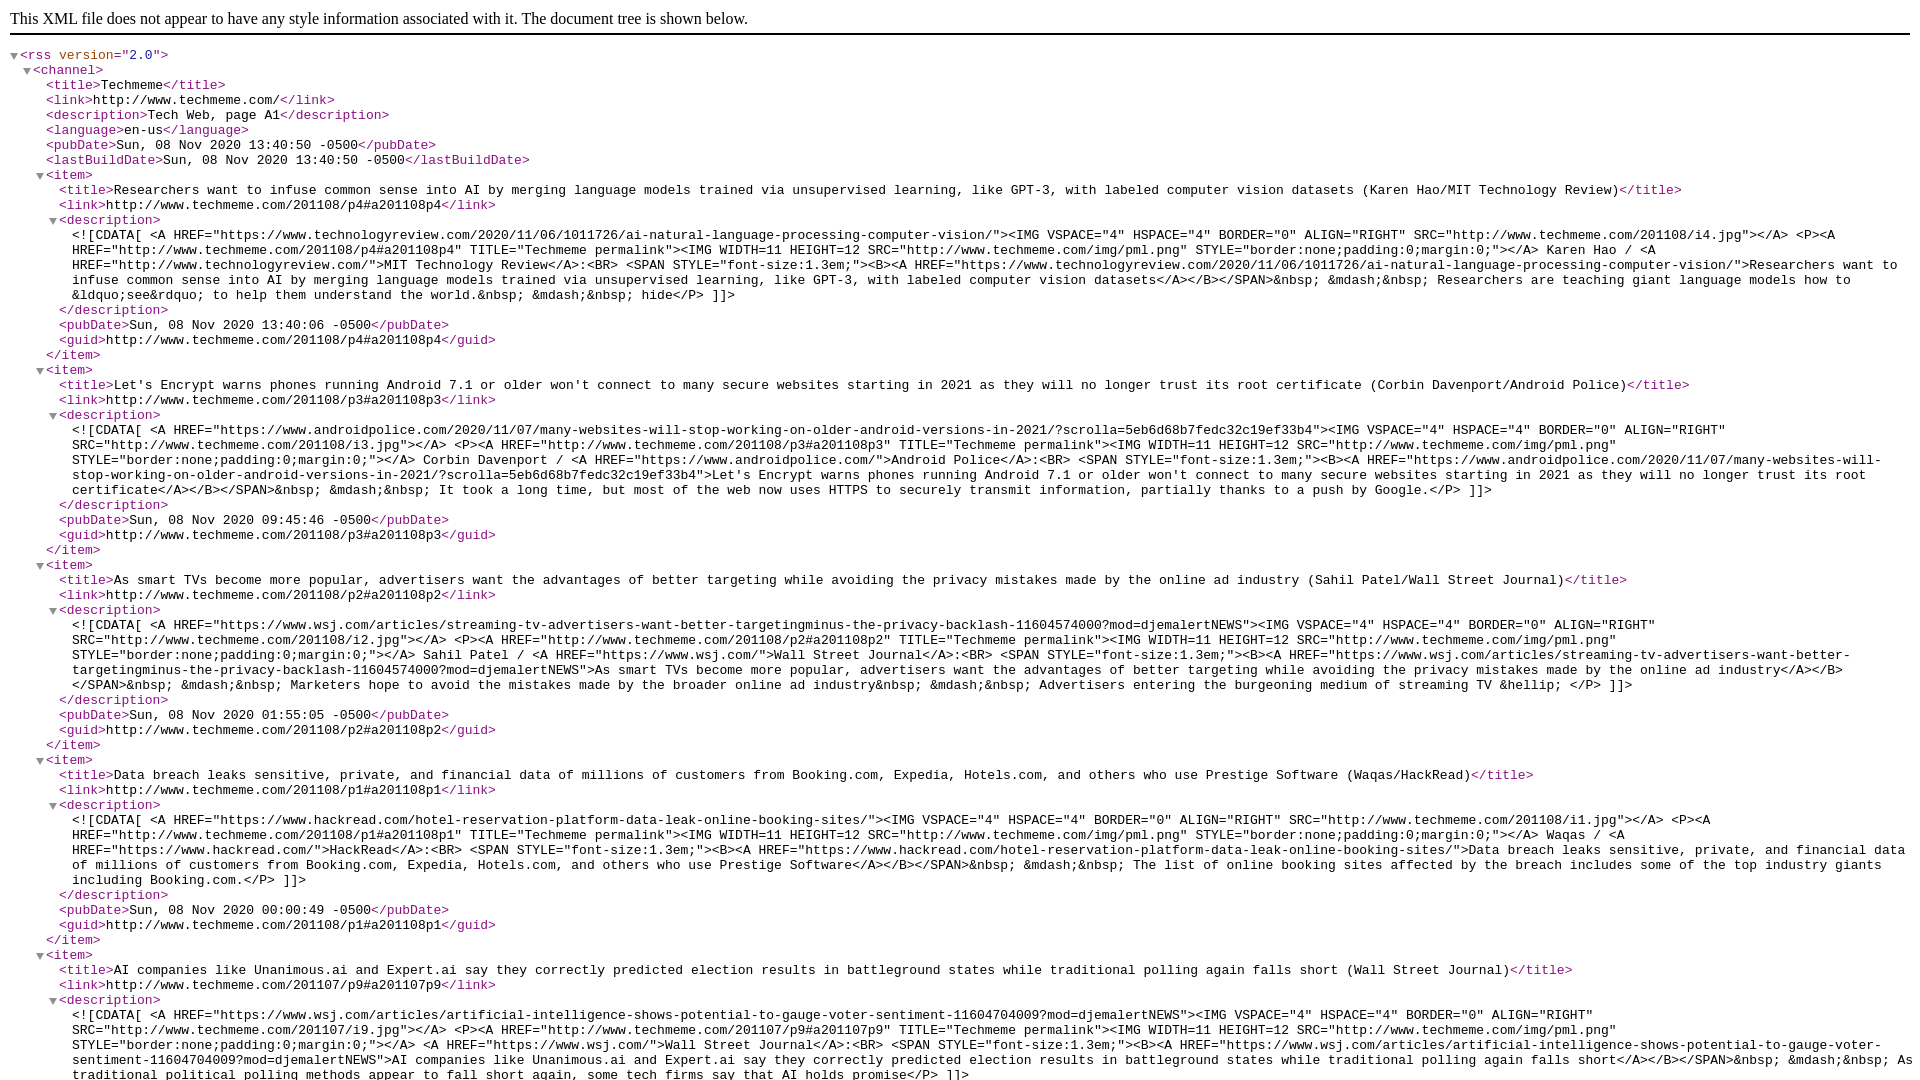 This XML file does not appear to have any style information associated with it. The document tree is shown below.
<rss version="2.0">
<channel>
<title>Techmeme</title>
<link>http://www.techmeme.com/</link>
<description>Tech Web, page A1</description>
<language>en-us</language>
<pubDate>Sun, 08 Nov 2020 13:40:50 -0500</pubDate>
<lastBuildDate>Sun, 08 Nov 2020 13:40:50 -0500</lastBuildDate>
<item>
<title>Researchers want to infuse common sense into AI by merging language models trained via unsupervised learning, like GPT-3, with labeled computer vision datasets (Karen Hao/MIT Technology Review)</title>
<link>http://www.techmeme.com/201108/p4#a201108p4</link>
<description>
<![CDATA[ <A HREF="https://www.technologyreview.com/2020/11/06/1011726/ai-natural-language-processing-computer-vision/"><IMG VSPACE="4" HSPACE="4" BORDER="0" ALIGN="RIGHT" SRC="http://www.techmeme.com/201108/i4.jpg"></A> <P><A
HREF="http://www.techmeme.com/201108/p4#a201108p4" TITLE="Techmeme permalink"><IMG WIDTH=11 HEIGHT=12 SRC="http://www.techmeme.com/img/pml.png" STYLE="border:none;padding:0;margin:0;"></A> Karen Hao / <A
HREF="http://www.technologyreview.com/">MIT Technology Review</A>:<BR> <SPAN STYLE="font-size:1.3em;"><B><A HREF="https://www.technologyreview.com/2020/11/06/1011726/ai-natural-language-processing-computer-vision/">Researchers want to
infuse common sense into AI by merging language models trained via unsupervised learning, like GPT-3, with labeled computer vision datasets</A></B></SPAN>&nbsp; &mdash;&nbsp; Researchers are teaching giant language models how to
&ldquo;see&rdquo; to help them understand the world.&nbsp; &mdash;&nbsp; hide</P> ]]>
</description>
<pubDate>Sun, 08 Nov 2020 13:40:06 -0500</pubDate>
<guid>http://www.techmeme.com/201108/p4#a201108p4</guid>
</item>
<item>
<title>Let's Encrypt warns phones running Android 7.1 or older won't connect to many secure websites starting in 2021 as they will no longer trust its root certificate (Corbin Davenport/Android Police)</title>
<link>http://www.techmeme.com/201108/p3#a201108p3</link>
<description>
<![CDATA[ <A HREF="https://www.androidpolice.com/2020/11/07/many-websites-will-stop-working-on-older-android-versions-in-2021/?scrolla=5eb6d68b7fedc32c19ef33b4"><IMG VSPACE="4" HSPACE="4" BORDER="0" ALIGN="RIGHT"
SRC="http://www.techmeme.com/201108/i3.jpg"></A> <P><A HREF="http://www.techmeme.com/201108/p3#a201108p3" TITLE="Techmeme permalink"><IMG WIDTH=11 HEIGHT=12 SRC="http://www.techmeme.com/img/pml.png"
STYLE="border:none;padding:0;margin:0;"></A> Corbin Davenport / <A HREF="https://www.androidpolice.com/">Android Police</A>:<BR> <SPAN STYLE="font-size:1.3em;"><B><A HREF="https://www.androidpolice.com/2020/11/07/many-websites-will-
stop-working-on-older-android-versions-in-2021/?scrolla=5eb6d68b7fedc32c19ef33b4">Let's Encrypt warns phones running Android 7.1 or older won't connect to many secure websites starting in 2021 as they will no longer trust its root
certificate</A></B></SPAN>&nbsp; &mdash;&nbsp; It took a long time, but most of the web now uses HTTPS to securely transmit information, partially thanks to a push by Google.</P> ]]>
</description>
<pubDate>Sun, 08 Nov 2020 09:45:46 -0500</pubDate>
<guid>http://www.techmeme.com/201108/p3#a201108p3</guid>
</item>
<item>
<title>As smart TVs become more popular, advertisers want the advantages of better targeting while avoiding the privacy mistakes made by the online ad industry (Sahil Patel/Wall Street Journal)</title>
<link>http://www.techmeme.com/201108/p2#a201108p2</link>
<description>
<![CDATA[ <A HREF="https://www.wsj.com/articles/streaming-tv-advertisers-want-better-targetingminus-the-privacy-backlash-11604574000?mod=djemalertNEWS"><IMG VSPACE="4" HSPACE="4" BORDER="0" ALIGN="RIGHT"
SRC="http://www.techmeme.com/201108/i2.jpg"></A> <P><A HREF="http://www.techmeme.com/201108/p2#a201108p2" TITLE="Techmeme permalink"><IMG WIDTH=11 HEIGHT=12 SRC="http://www.techmeme.com/img/pml.png"
STYLE="border:none;padding:0;margin:0;"></A> Sahil Patel / <A HREF="https://www.wsj.com/">Wall Street Journal</A>:<BR> <SPAN STYLE="font-size:1.3em;"><B><A HREF="https://www.wsj.com/articles/streaming-tv-advertisers-want-better-
targetingminus-the-privacy-backlash-11604574000?mod=djemalertNEWS">As smart TVs become more popular, advertisers want the advantages of better targeting while avoiding the privacy mistakes made by the online ad industry</A></B>
</SPAN>&nbsp; &mdash;&nbsp; Marketers hope to avoid the mistakes made by the broader online ad industry&nbsp; &mdash;&nbsp; Advertisers entering the burgeoning medium of streaming TV &hellip; </P> ]]>
</description>
<pubDate>Sun, 08 Nov 2020 01:55:05 -0500</pubDate>
<guid>http://www.techmeme.com/201108/p2#a201108p2</guid>
</item>
<item>
<title>Data breach leaks sensitive, private, and financial data of millions of customers from Booking.com, Expedia, Hotels.com, and others who use Prestige Software (Waqas/HackRead)</title>
<link>http://www.techmeme.com/201108/p1#a201108p1</link>
<description>
<![CDATA[ <A HREF="https://www.hackread.com/hotel-reservation-platform-data-leak-online-booking-sites/"><IMG VSPACE="4" HSPACE="4" BORDER="0" ALIGN="RIGHT" SRC="http://www.techmeme.com/201108/i1.jpg"></A> <P><A
HREF="http://www.techmeme.com/201108/p1#a201108p1" TITLE="Techmeme permalink"><IMG WIDTH=11 HEIGHT=12 SRC="http://www.techmeme.com/img/pml.png" STYLE="border:none;padding:0;margin:0;"></A> Waqas / <A
HREF="https://www.hackread.com/">HackRead</A>:<BR> <SPAN STYLE="font-size:1.3em;"><B><A HREF="https://www.hackread.com/hotel-reservation-platform-data-leak-online-booking-sites/">Data breach leaks sensitive, private, and financial data
of millions of customers from Booking.com, Expedia, Hotels.com, and others who use Prestige Software</A></B></SPAN>&nbsp; &mdash;&nbsp; The list of online booking sites affected by the breach includes some of the top industry giants
including Booking.com.</P> ]]>
</description>
<pubDate>Sun, 08 Nov 2020 00:00:49 -0500</pubDate>
<guid>http://www.techmeme.com/201108/p1#a201108p1</guid>
</item>
<item>
<title>AI companies like Unanimous.ai and Expert.ai say they correctly predicted election results in battleground states while traditional polling again falls short (Wall Street Journal)</title>
<link>http://www.techmeme.com/201107/p9#a201107p9</link>
<description>
<![CDATA[ <A HREF="https://www.wsj.com/articles/artificial-intelligence-shows-potential-to-gauge-voter-sentiment-11604704009?mod=djemalertNEWS"><IMG VSPACE="4" HSPACE="4" BORDER="0" ALIGN="RIGHT"
SRC="http://www.techmeme.com/201107/i9.jpg"></A> <P><A HREF="http://www.techmeme.com/201107/p9#a201107p9" TITLE="Techmeme permalink"><IMG WIDTH=11 HEIGHT=12 SRC="http://www.techmeme.com/img/pml.png"
STYLE="border:none;padding:0;margin:0;"></A> <A HREF="https://www.wsj.com/">Wall Street Journal</A>:<BR> <SPAN STYLE="font-size:1.3em;"><B><A HREF="https://www.wsj.com/articles/artificial-intelligence-shows-potential-to-gauge-voter-
sentiment-11604704009?mod=djemalertNEWS">AI companies like Unanimous.ai and Expert.ai say they correctly predicted election results in battleground states while traditional polling again falls short</A></B></SPAN>&nbsp; &mdash;&nbsp; As
traditional political polling methods appear to fall short again, some tech firms say that AI holds promise</P> ]]>